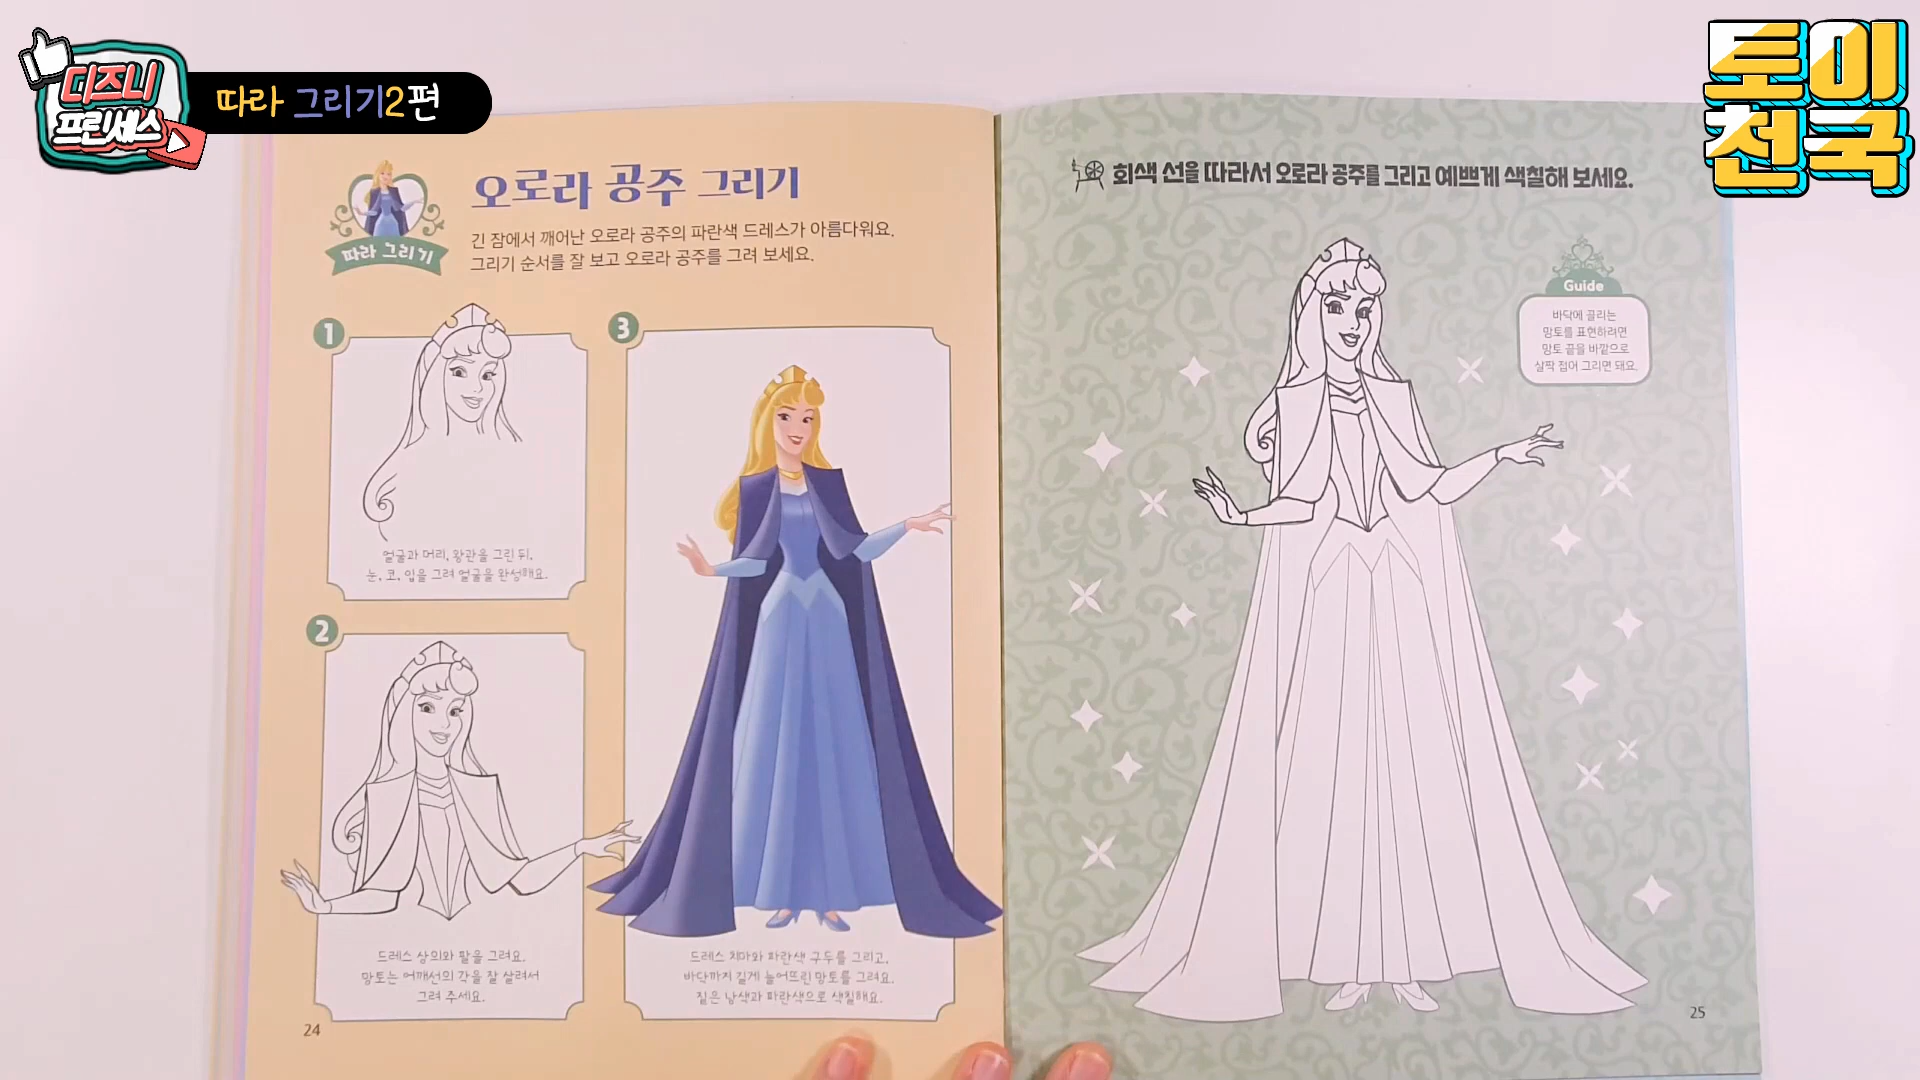 디즈니
프린세스
따라 그리기2편
토이
천국
따라 그리기
오로라 공주 그리기
긴 잠에서 깨어난 오로라 공주의 파란색 드레스가 아름다워요.
그리기 순서를 잘 보고 오로라 공주를 그려 보세요.
1
얼굴과 머리, 왕관을 그린 뒤,
눈, 코, 입을 그려 얼굴을 완성해요.
2
드레스 상의와 팔을 그려요.
망토는 어깨선의 각을 잘 살려서
그려 주세요.
3
드레스 치마와 파란색 구두를 그리고,
바닥까지 길게 늘어뜨린 망토를 그려요.
짙은 남색과 파란색으로 색칠해요.
24
회색 선을 따라서 오로라 공주를 그리고 예쁘게 색칠해 보세요.
Guide
바닥에 끌리는
망토를 표현하려면
망토 끝을 바깥으로
살짝 접어 그리면 돼요.
25